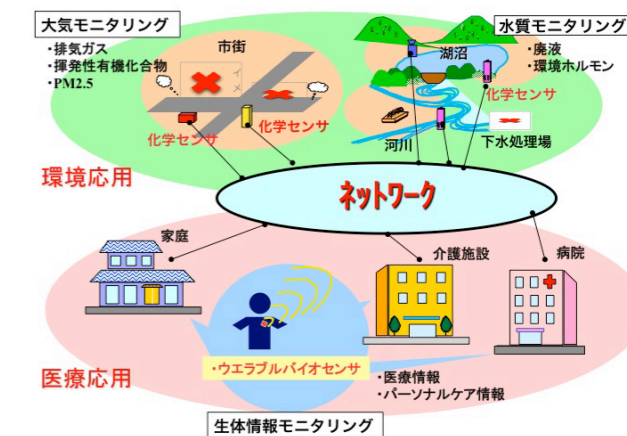 大気モニタリング
・排気ガス
・揮発性有機化合物
・PM2.5
市街
化学センサ
化学センサ
水質モニタリング
・廃液
・環境ホルモン
湖沼
化学センサ
河川
下水処理場
環境応用
ネットワーク
家庭
介護施設
病院
・ウエラブルバイオセンサ
・医療情報
・パーソナルケア情報
医療応用
生体情報モニタリング